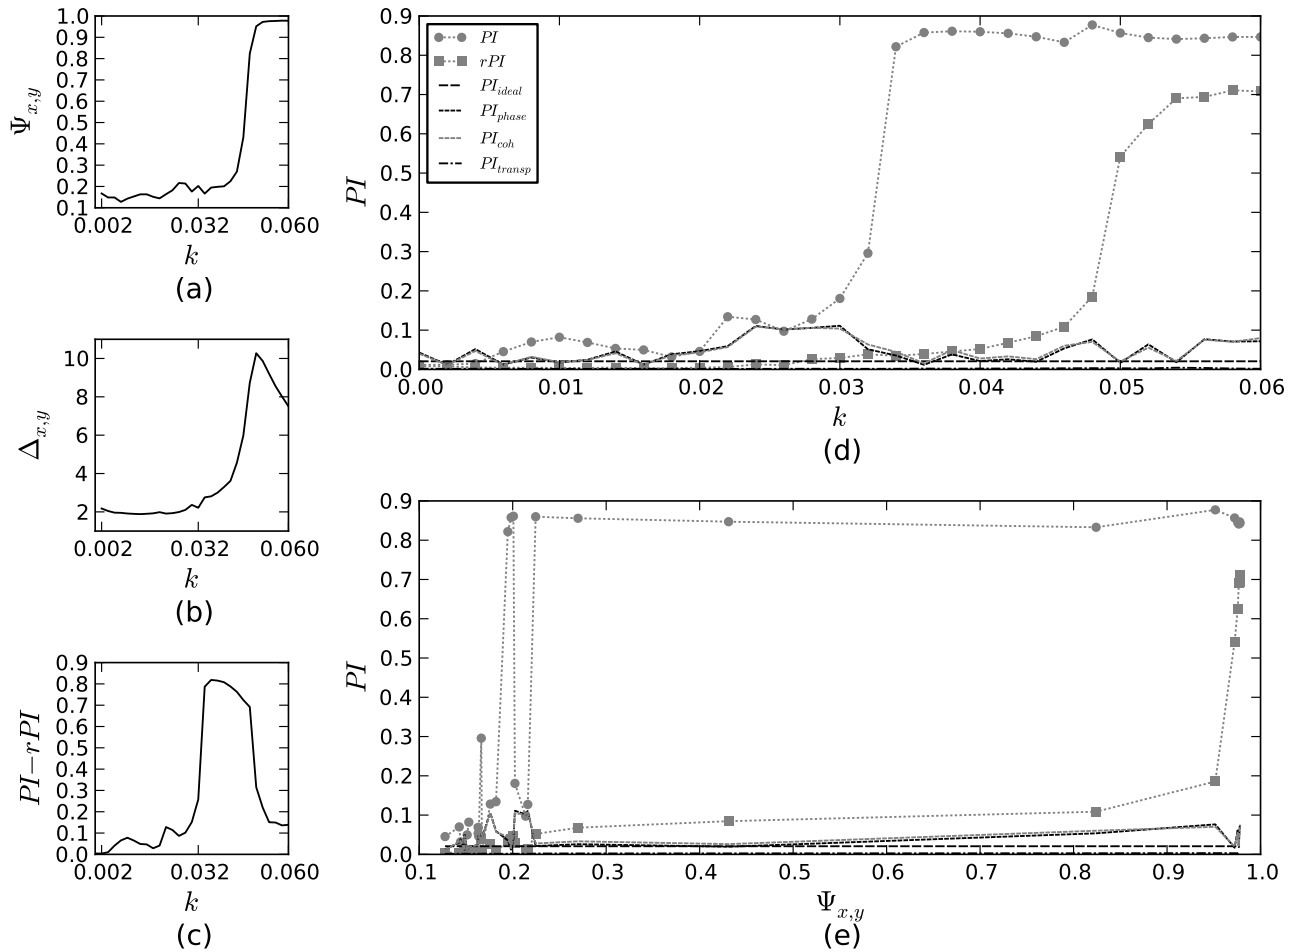 Ψx,y
1.0
0.9
0.8
0.7
0.6
0.5
0.4
0.3
0.2
0.1
0.002 0.032 0.060
k
(a)
Δx,y
10
8
6
4
2
0.002 0.032 0.060
k
(b)
PI−rPI
0.9
0.8
0.7
0.6
0.5
0.4
0.3
0.2
0.1
0.0
0.002 0.032 0.060
k
(c)
PI
0.9
0.8
0.7
0.6
0.5
0.4
0.3
0.2
0.1
0.0
PI
rPI
PIideal
PIphase
PIcoh
PItransp
0.00 0.01 0.02 0.03 0.04 0.05 0.06
k
(d)
PI
0.9
0.8
0.7
0.6
0.5
0.4
0.3
0.2
0.1
0.0
0.1 0.2 0.3 0.4 0.5 0.6 0.7 0.8 0.9 1.0
Ψx,y
(e)